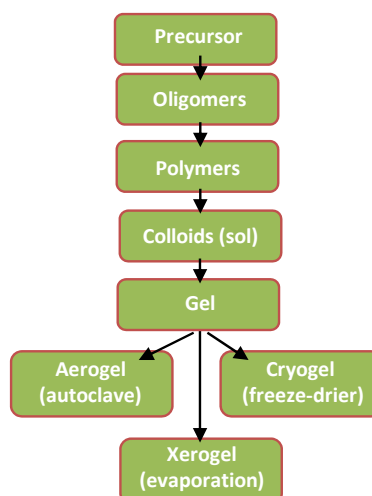 Precursor
Oligomers
Polymers
Colloids (sol)
Gel
Aerogel
(autoclave)
Cryogel
(freeze-drier)
Xerogel
(evaporation)